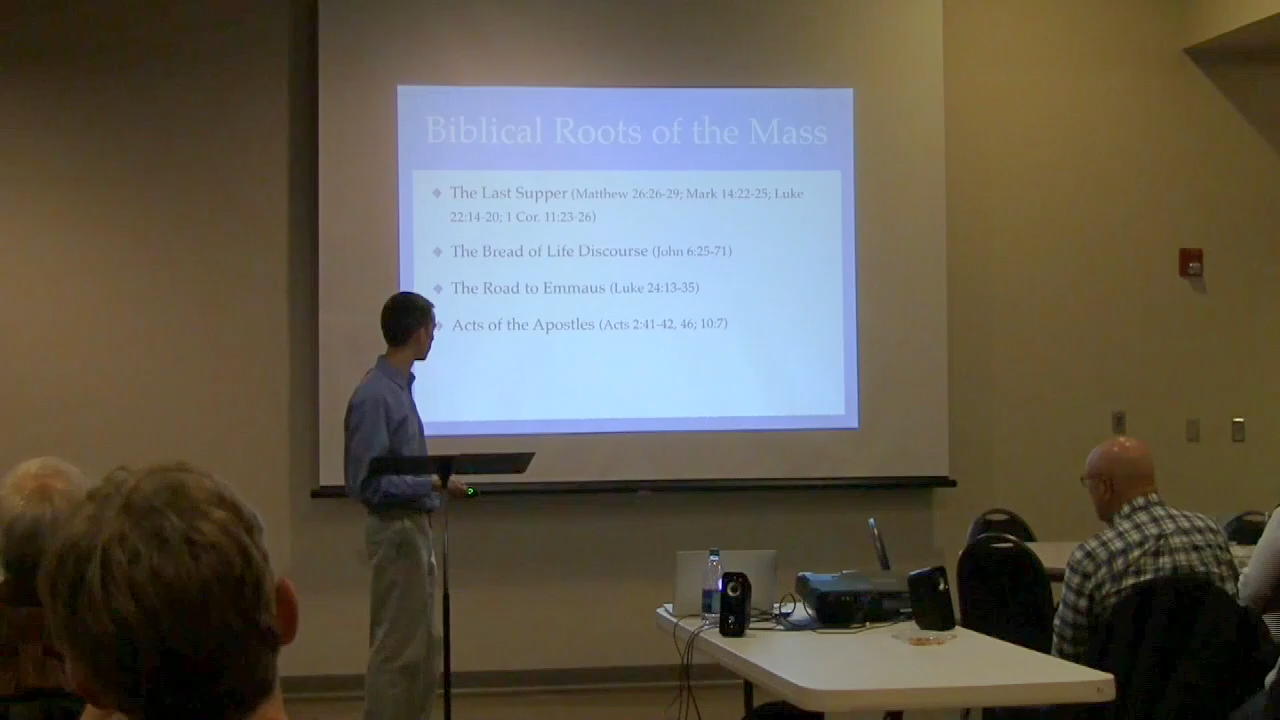 Biblical Roots of the Mass
The Last Supper (Matthew 26:26-29; Mark 14:22-25; Luke
22:14-20; 1 Cor. 11:23-26)
The Bread of Life Discourse (John 6:25-71)
The Road to Emmaus (Luke 24:13-35)
Acts of the Apostles (Acts 2:41-42, 46; 10:7)